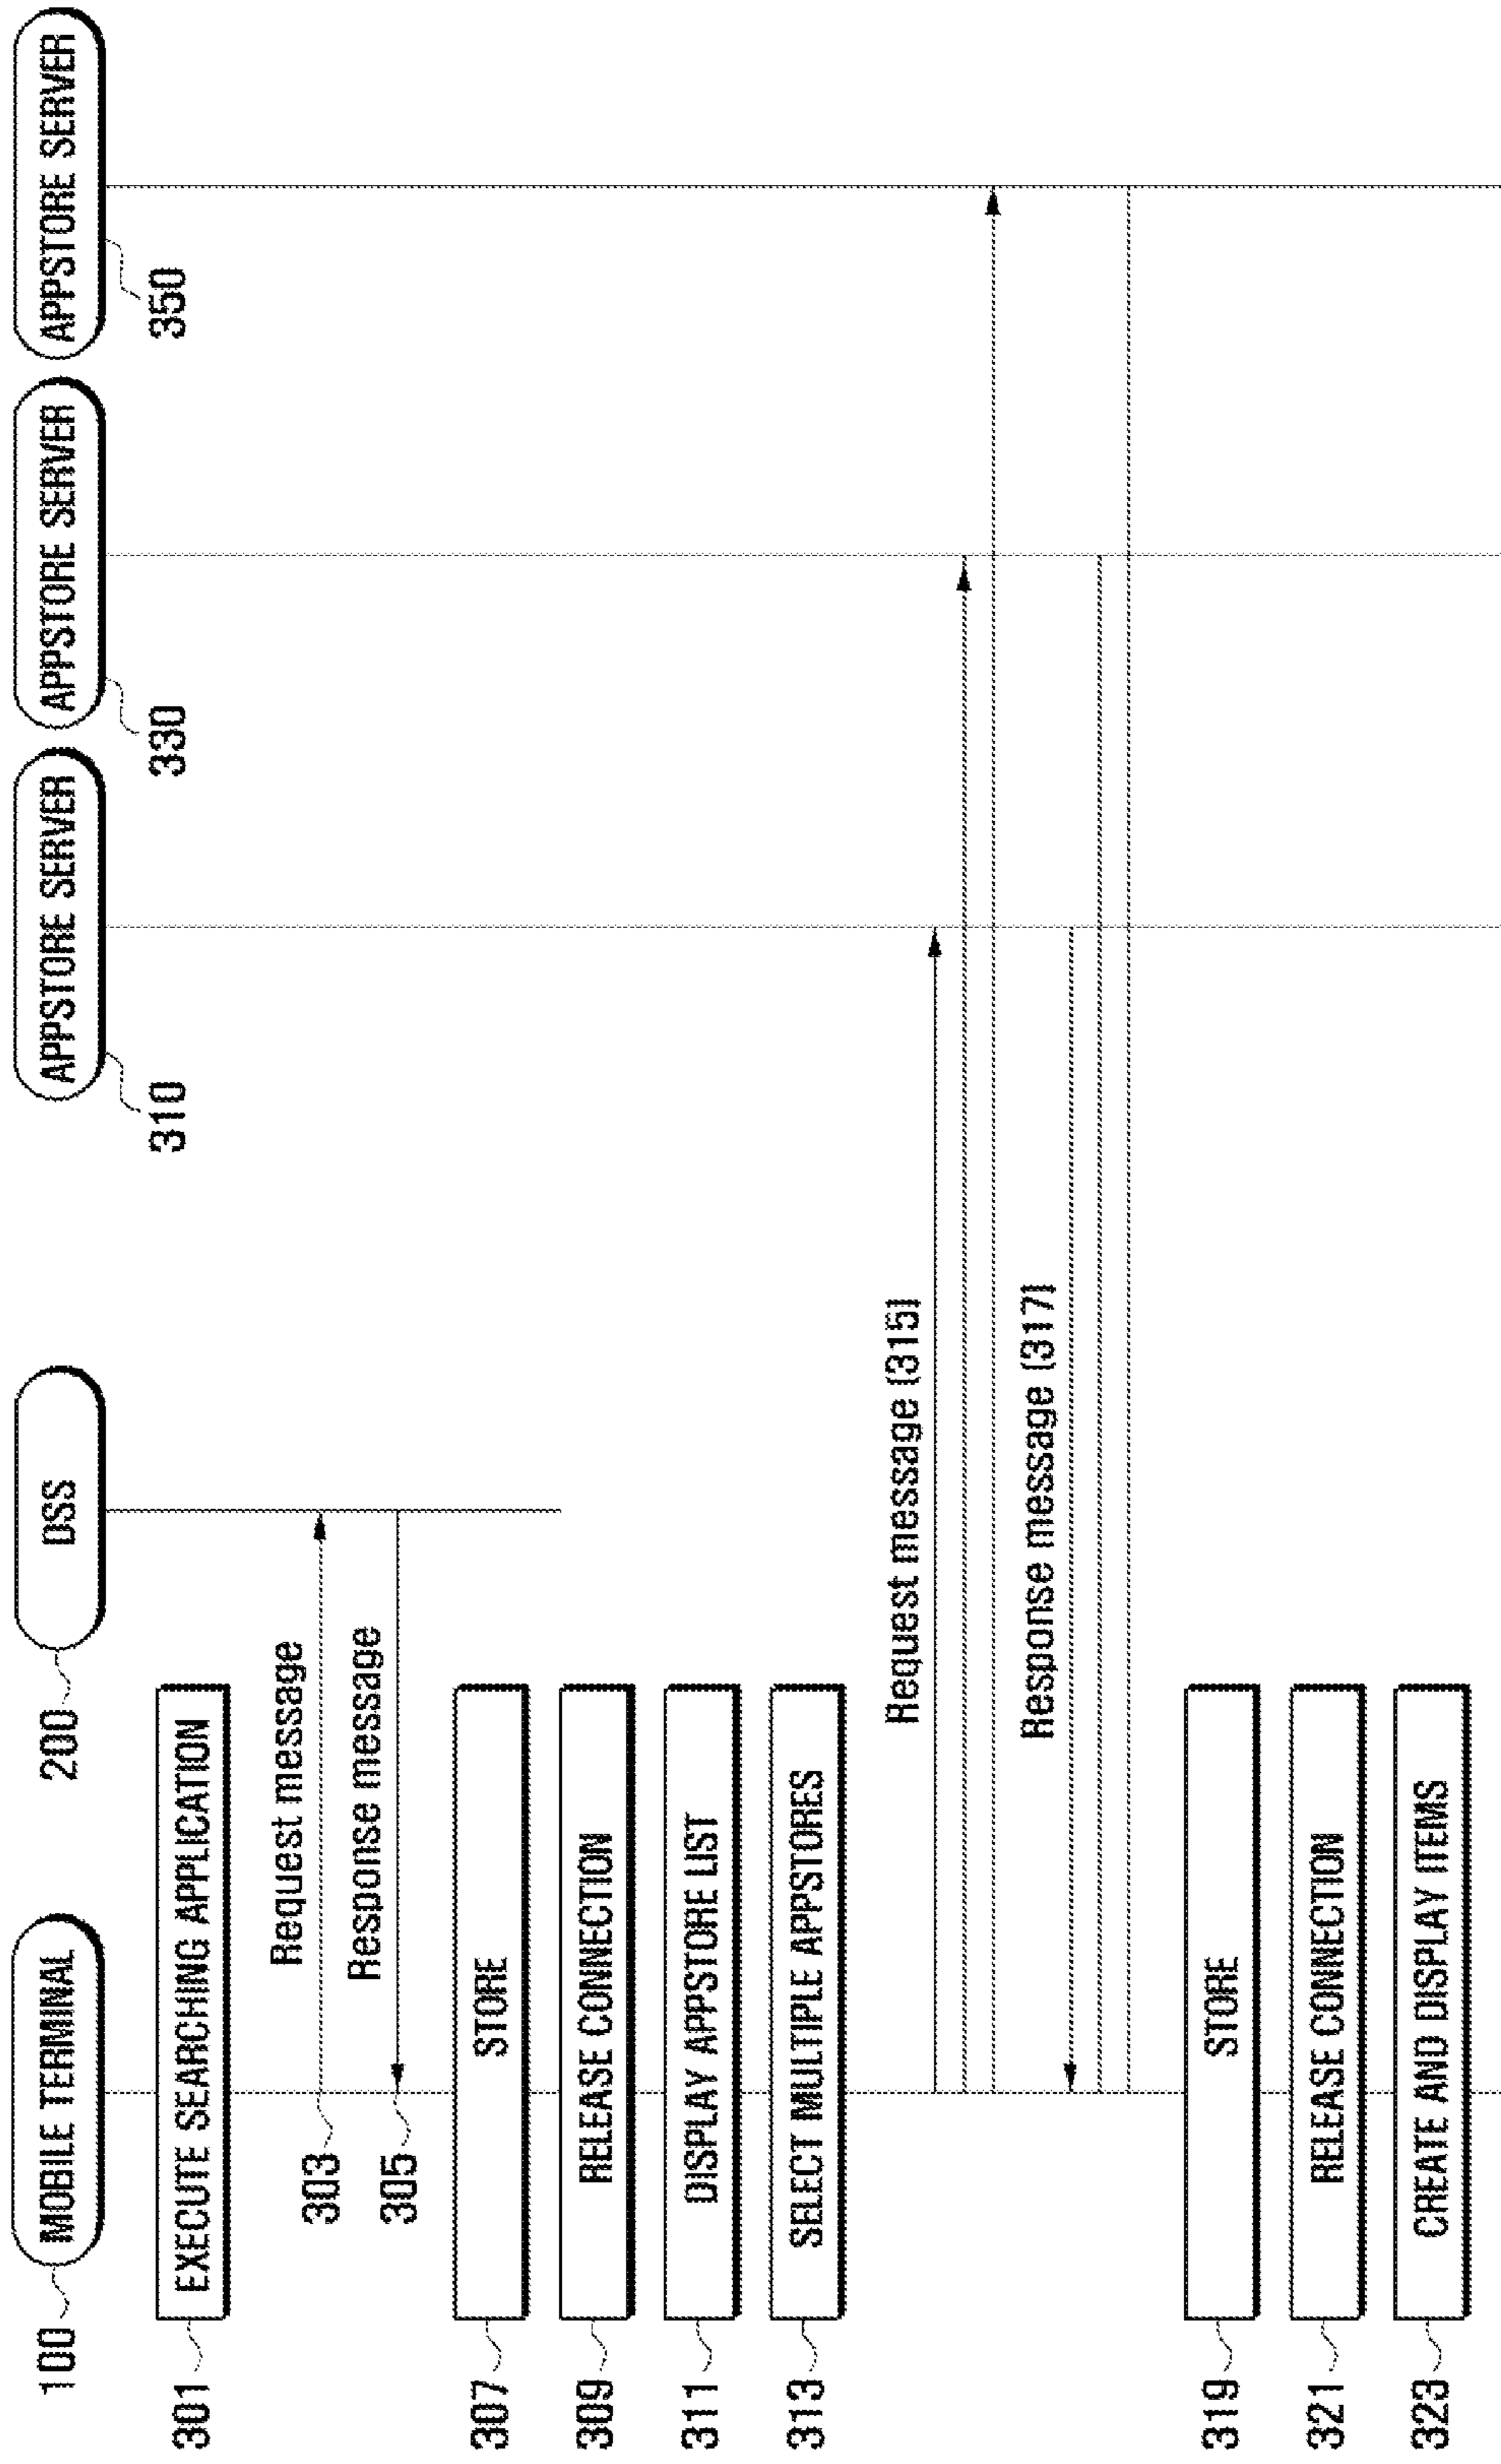 100
MOBILE TERMINAL
200
DSS
APPSTORE SERVER
310
APPSTORE SERVER
330
APPSTORE SERVER
350
301
EXECUTE SEARCHING APPLICATION
Request message
303
Response message
305
307
STORE
309
RELEASE CONNECTION
311
DISPLAY APPSTORE LIST
313
SELECT MULTIPLE APPSTORES
Request message (315)
Response message (317)
319
STORE
321
RELEASE CONNECTION
323
CREATE AND DISPLAY ITEMS